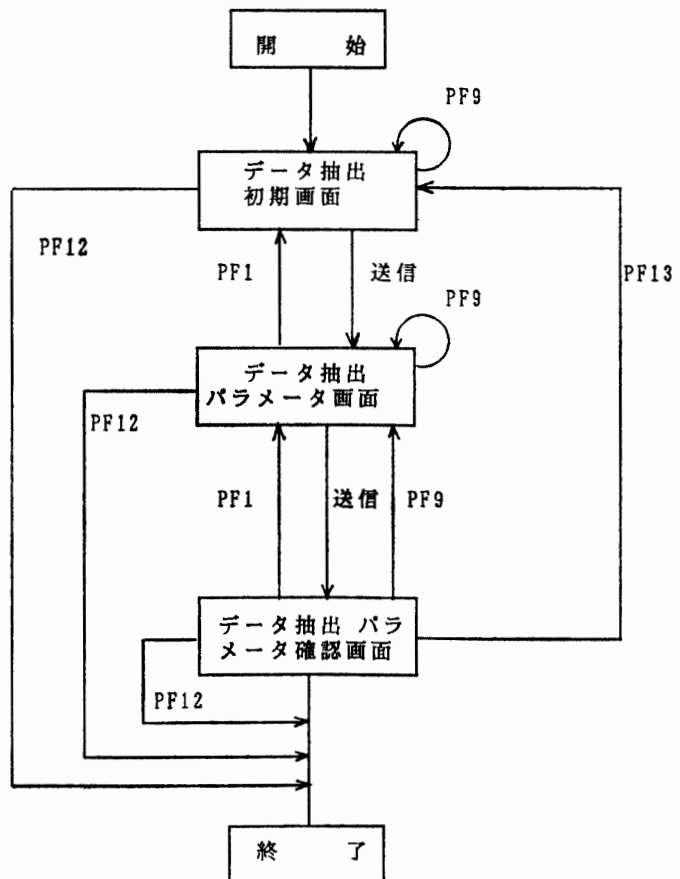 開 始
PF9
データ抽出
初期画面
PF12
PF1
送信
PF13
PF9
データ抽出
パラメータ画面
PF12
PF1
送信
PF9
データ抽出 パラ
メータ確認画面
PF12
終 了